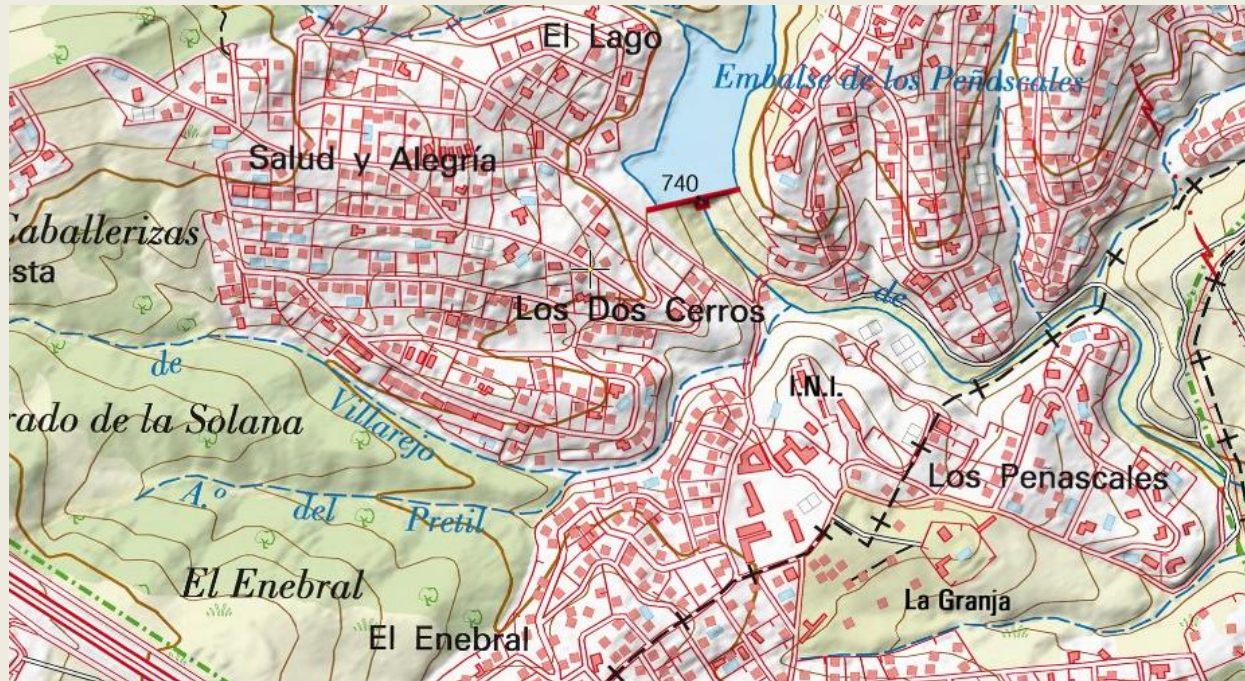 El Lago
Embalse de los Peñascales
Salud y Alegría
740
Caballerizas
sta
Los Dos Cerros
de
de
Villarejo
I.N.I.
rado de la Solana
Los Peñascales
A.º del Pretil
El Enebral
La Granja
El Enebral